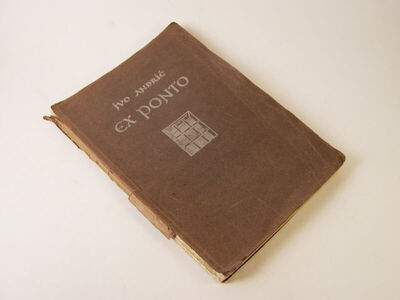 IVO ANDRIĆ
EX PONTO